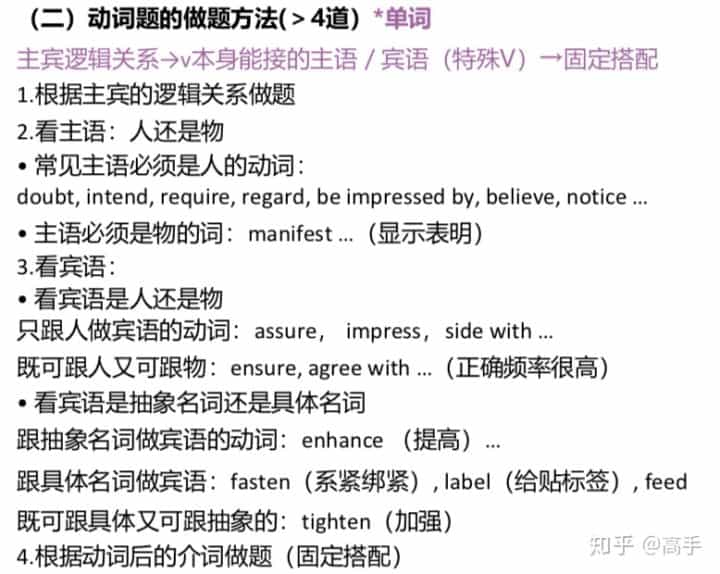 （二）动词题的做题方法(＞4道）*单词
主宾逻辑关系→v本身能接的主语 / 宾语（特殊V）→固定搭配
1.根据主宾的逻辑关系做题
2.看主语：人还是物
• 常见主语必须是人的动词：
doubt, intend, require, regard, be impressed by, believe, notice ...
• 主语必须是物的词：manifest ...（显示表明）
3.看宾语：
• 看宾语是人还是物
只跟人做宾语的动词：assure， impress，side with ...
既可跟人又可跟物：ensure, agree with ...（正确频率很高）
• 看宾语是抽象名词还是具体名词
跟抽象名词做宾语的动词：enhance （提高）...
跟具体名词做宾语：fasten（系紧绑紧）, label（给贴标签）, feed
既可跟具体又可跟抽象的：tighten（加强）
4.根据动词后的介词做题（固定搭配）
知乎 @高手